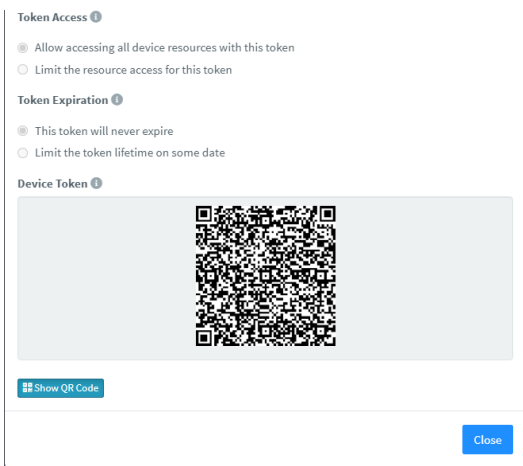 Token Access
Allow accessing all device resources with this token
Limit the resource access for this token
Token Expiration
This token will never expire
Limit the token lifetime on some date
Device Token
Show QR Code
Close